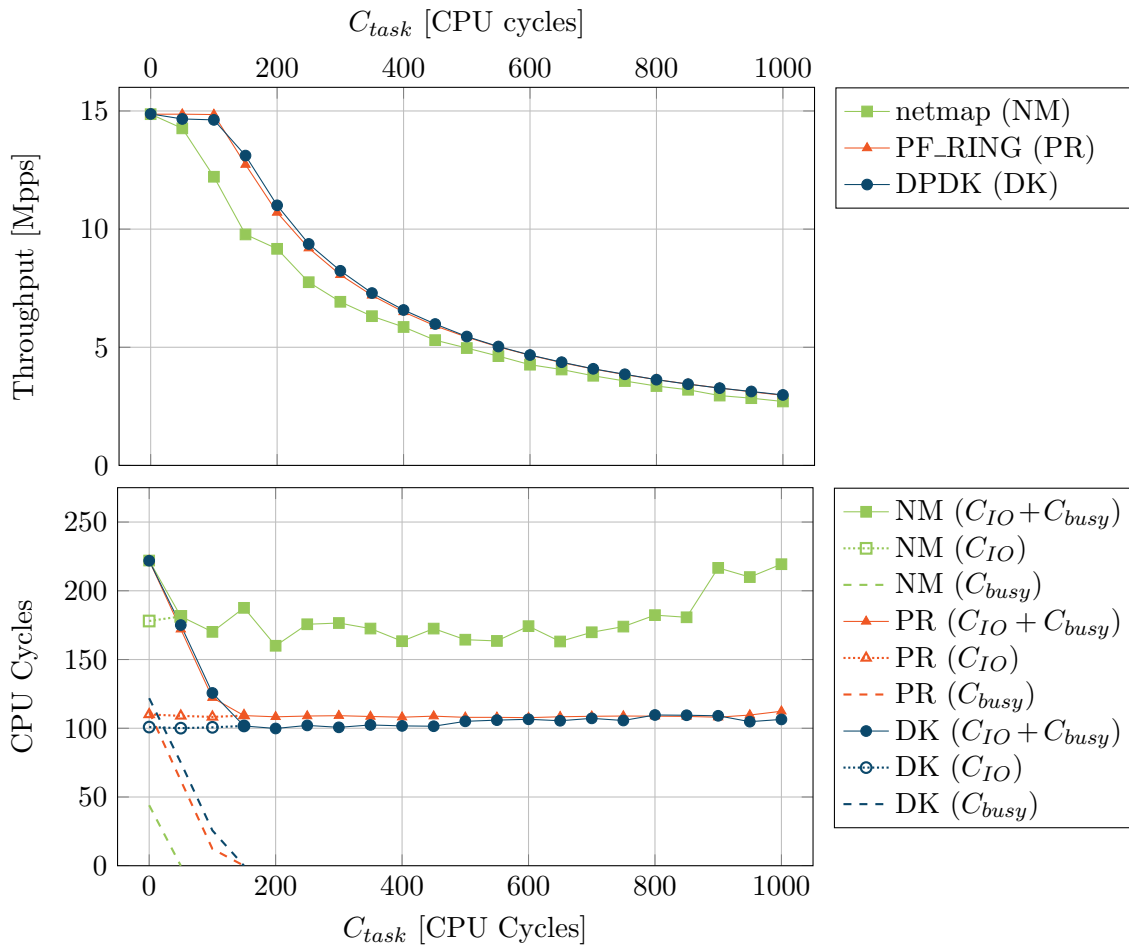 C_task [CPU cycles]
0 200 400 600 800 1000
15
10
5
0
Throughput [Mpps]
netmap (NM)
PF_RING (PR)
DPDK (DK)
250
200
150
100
50
0
CPU Cycles
0 200 400 600 800 1000
C_task [CPU Cycles]
NM (C_IO + C_busy)
NM (C_IO)
NM (C_busy)
PR (C_IO + C_busy)
PR (C_IO)
PR (C_busy)
DK (C_IO + C_busy)
DK (C_IO)
DK (C_busy)